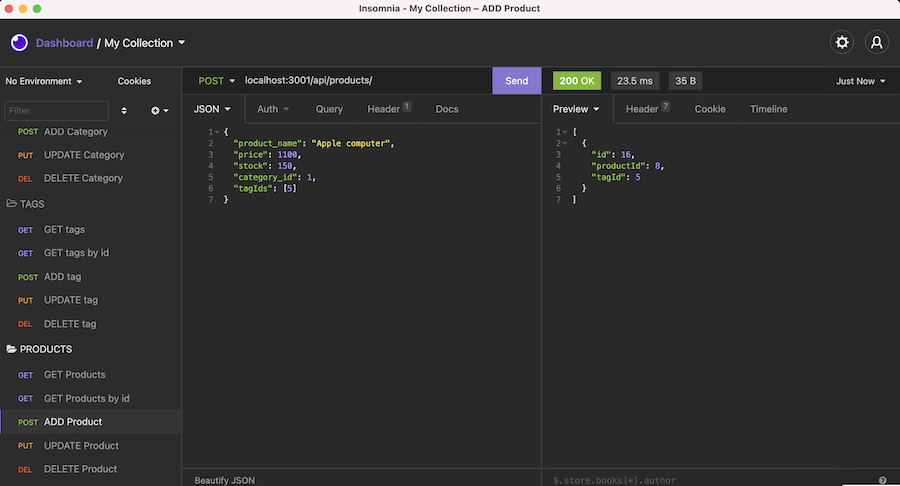 Insomnia - My Collection – ADD Product
Dashboard / My Collection
No Environment Cookies
Filter
POST ADD Category
PUT UPDATE Category
DEL DELETE Category
TAGS
GET GET tags
GET GET tags by id
POST ADD tag
PUT UPDATE tag
DEL DELETE tag
PRODUCTS
GET GET Products
GET GET Products by id
POST ADD Product
PUT UPDATE Product
DEL DELETE Product
POST localhost:3001/api/products/ Send
JSON Auth Query Header 1 Docs
1 {
2 "product_name": "Apple computer",
3 "price": 1100,
4 "stock": 150,
5 "category_id": 1,
6 "tagIds": [5]
7 }
Beautify JSON
200 OK 23.5 ms 35 B Just Now
Preview Header 7 Cookie Timeline
1 [
2 {
3 "id": 16,
4 "productId": 8,
5 "tagId": 5
6 }
7 ]
$.store.books[*].author